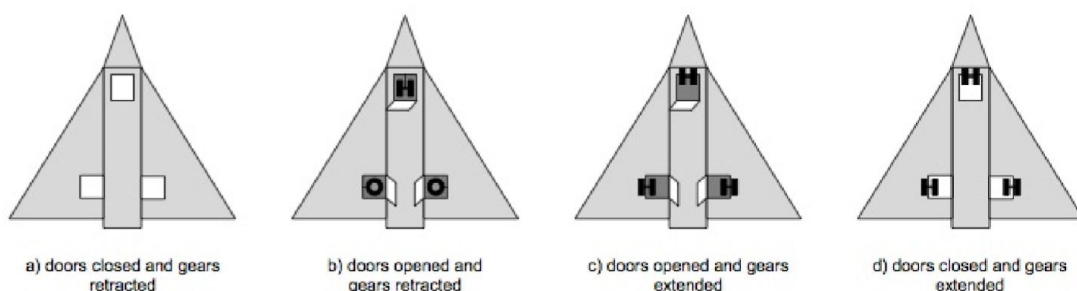 a) doors closed and gears
retracted
b) doors opened and
gears retracted
c) doors opened and gears
extended
d) doors closed and gears
extended